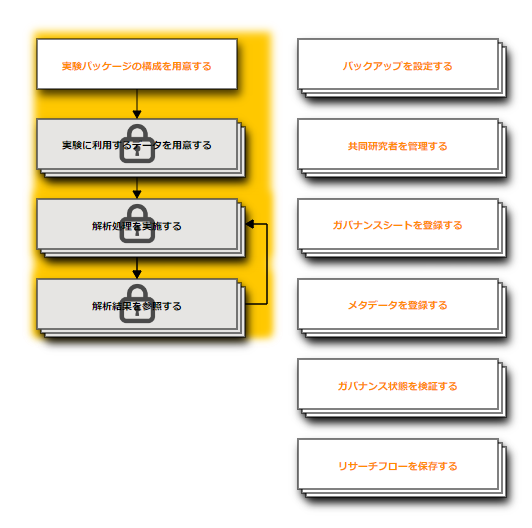 実験パッケージの構成を用意する
実験に利用するデータを用意する
解析処理を実施する
解析結果を参照する
バックアップを設定する
共同研究者を管理する
ガバナンスシートを登録する
メタデータを登録する
ガバナンス状態を検証する
リサーチフローを保存する